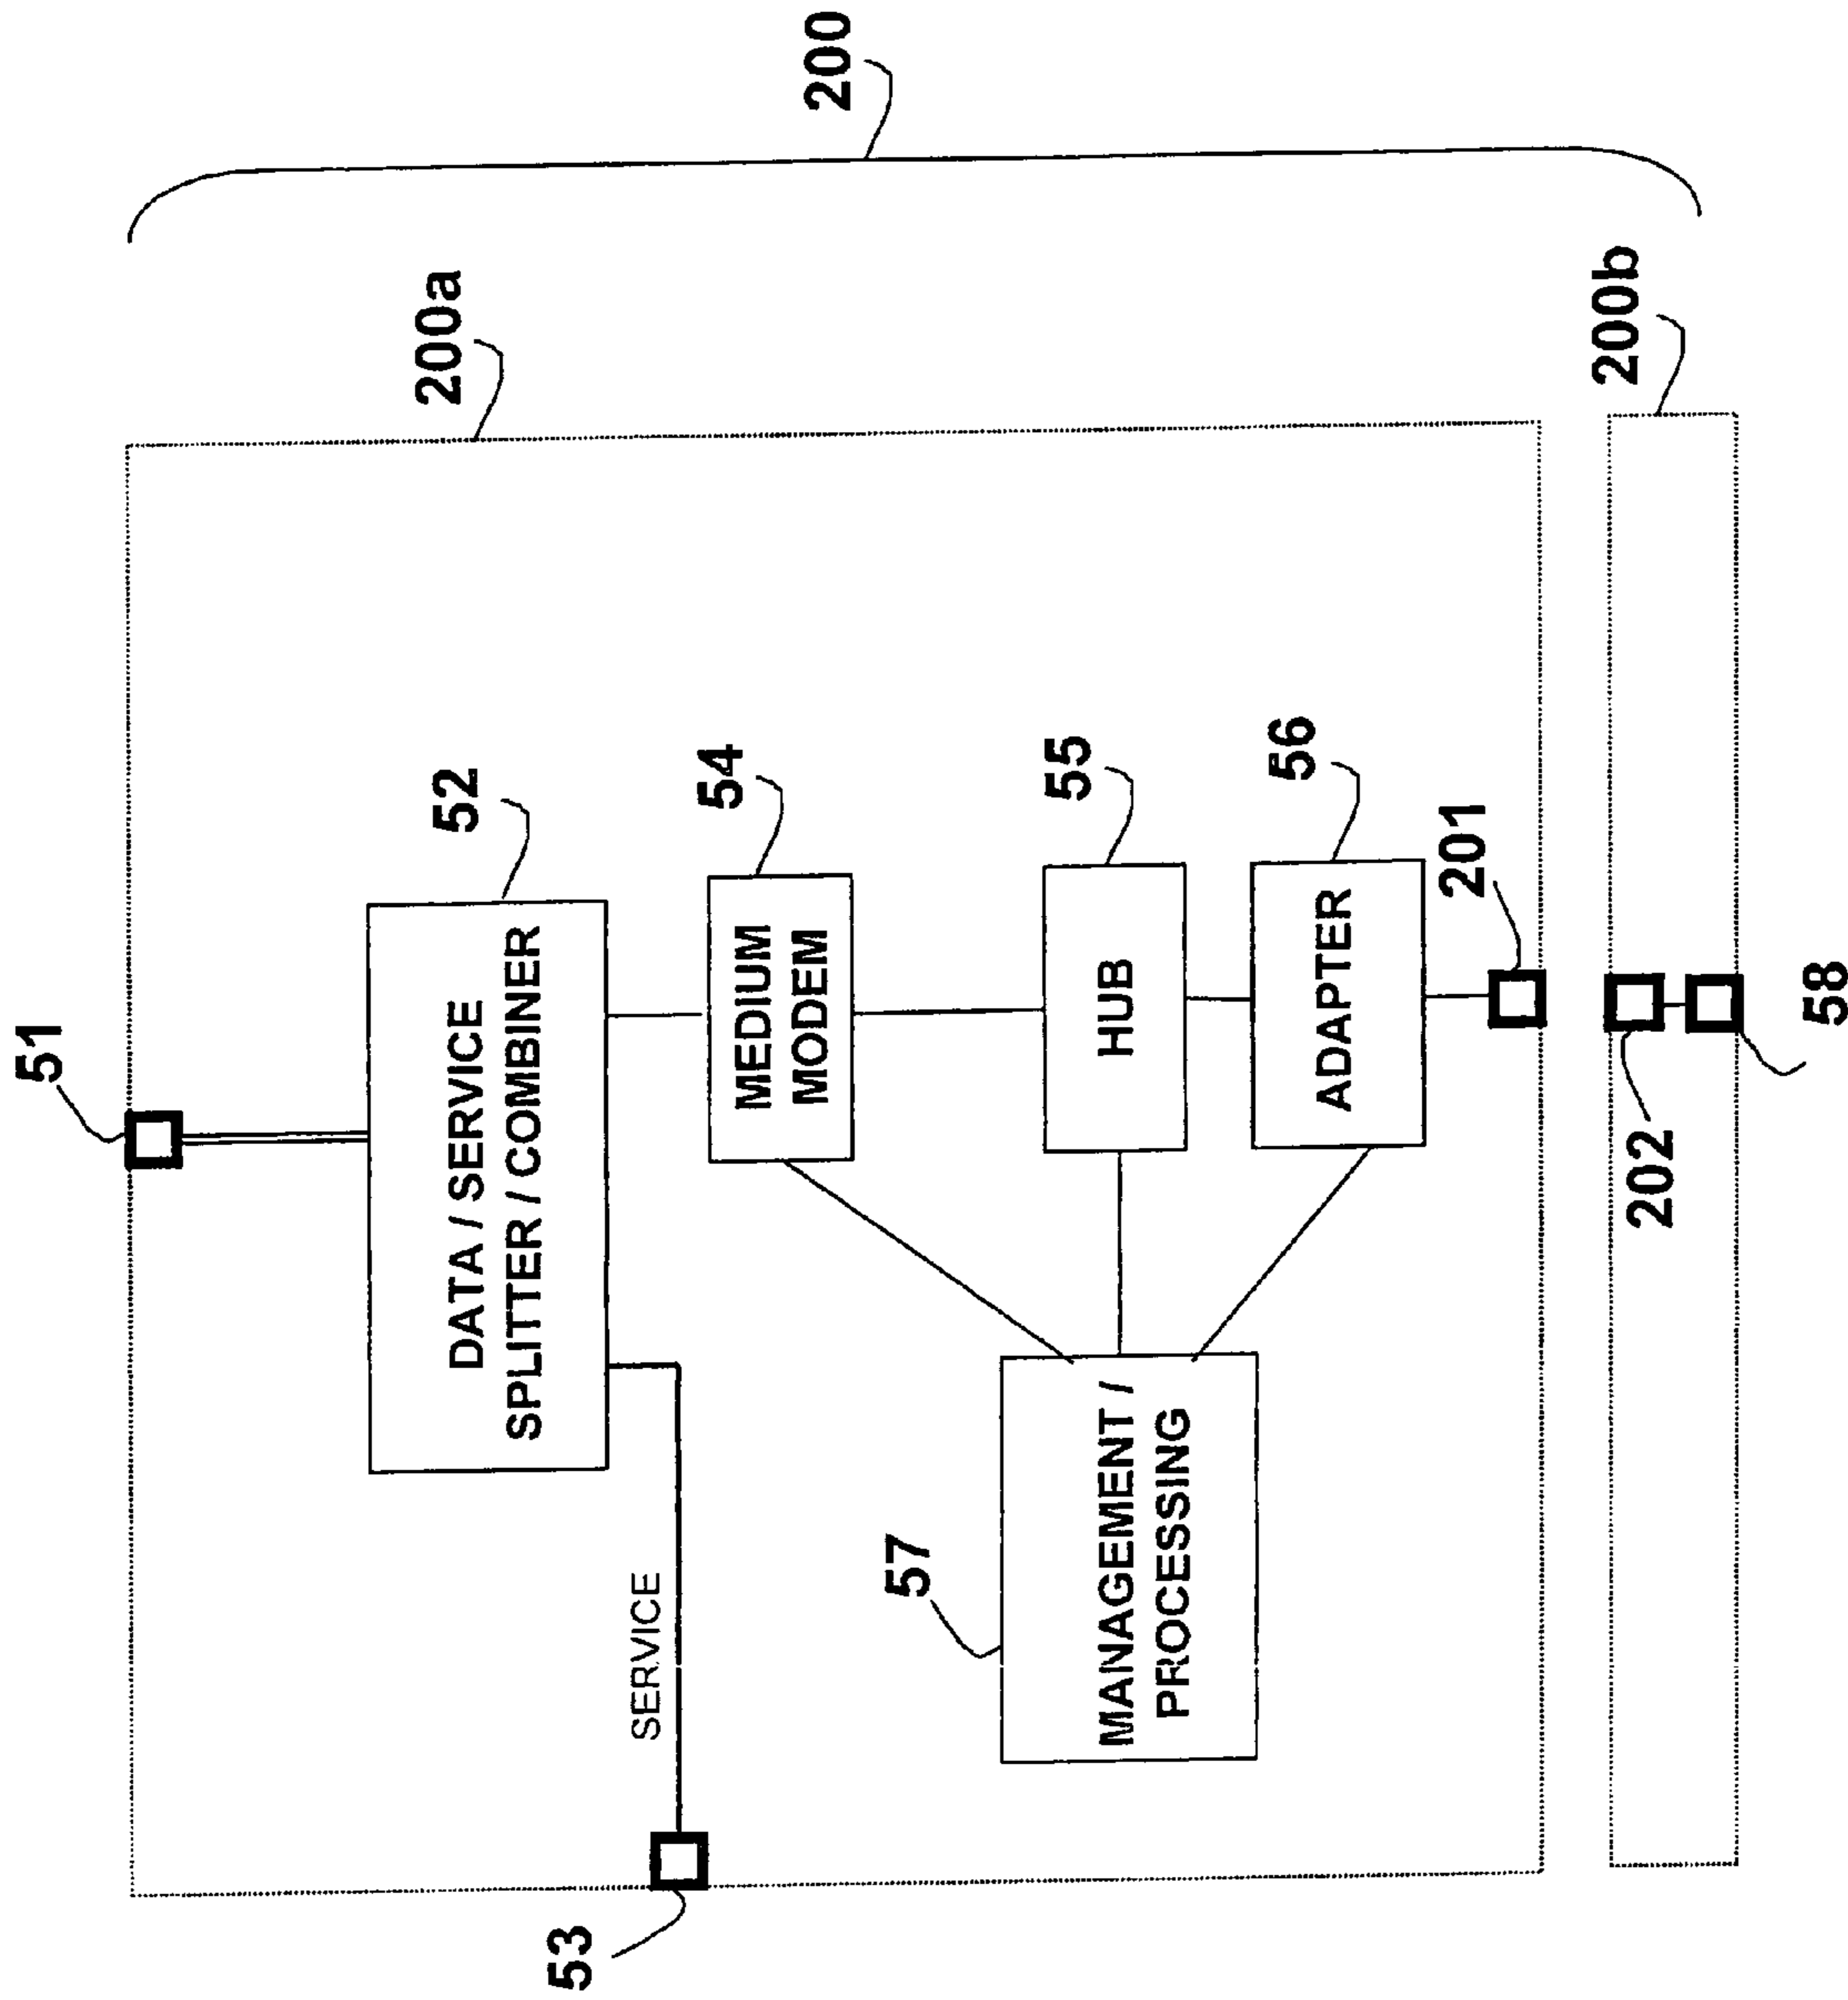 200
200a
200b
51
52
DATA / SERVICE
SPLITTER / COMBINER
54
MEDIUM
MODEM
55
HUB
56
ADAPTER
201
SERVICE
53
57
MANAGEMENT /
PROCESSING
202
58